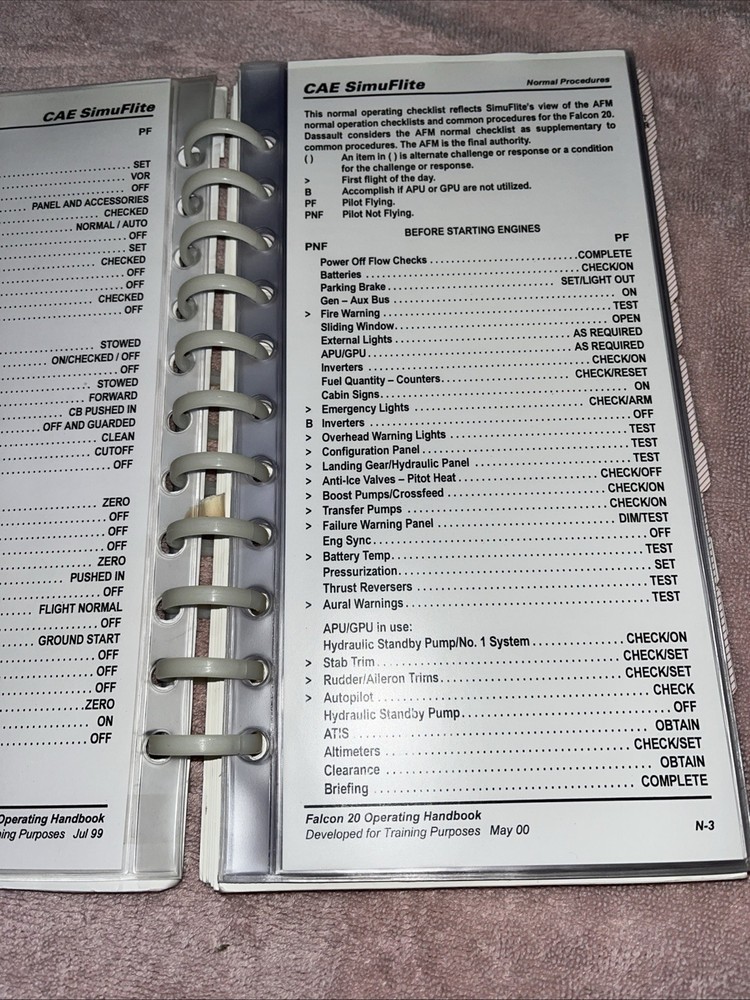 CAE SimuFlite
PF
SET
VOR
OFF
PANEL AND ACCESSORIES
CHECKED
NORMAL / AUTO
OFF
SET
CHECKED
OFF
OFF
CHECKED
OFF
STOWED
ON/CHECKED / OFF
OFF
STOWED
FORWARD
CB PUSHED IN
OFF AND GUARDED
CLEAN
CUTOFF
OFF
ZERO
OFF
OFF
OFF
ZERO
PUSHED IN
OFF
FLIGHT NORMAL
OFF
GROUND START
OFF
OFF
OFF
ZERO
ON
OFF
Operating Handbook
ing Purposes Jul 99
CAE SimuFlite Normal Procedures
This normal operating checklist reflects SimuFlite's view of the AFM
normal operation checklists and common procedures for the Falcon 20.
Dassault considers the AFM normal checklist as supplementary to
common procedures. The AFM is the final authority.
( ) An item in ( ) is alternate challenge or response or a condition
for the challenge or response.
> First flight of the day.
B Accomplish if APU or GPU are not utilized.
PF Pilot Flying.
PNF Pilot Not Flying.
BEFORE STARTING ENGINES
PNF PF
Power Off Flow Checks COMPLETE
Batteries CHECK/ON
Parking Brake SET/LIGHT OUT
Gen – Aux Bus ON
> Fire Warning TEST
Sliding Window OPEN
External Lights AS REQUIRED
APU/GPU AS REQUIRED
Inverters CHECK/ON
Fuel Quantity – Counters CHECK/RESET
Cabin Signs ON
> Emergency Lights CHECK/ARM
B Inverters OFF
> Overhead Warning Lights TEST
> Configuration Panel TEST
> Landing Gear/Hydraulic Panel TEST
> Anti-Ice Valves – Pitot Heat CHECK/OFF
> Boost Pumps/Crossfeed CHECK/ON
> Transfer Pumps CHECK/ON
> Failure Warning Panel DIM/TEST
Eng Sync OFF
> Battery Temp TEST
Pressurization SET
Thrust Reversers TEST
> Aural Warnings TEST
APU/GPU in use:
Hydraulic Standby Pump/No. 1 System CHECK/ON
> Stab Trim CHECK/SET
> Rudder/Aileron Trims CHECK/SET
> Autopilot CHECK
Hydraulic Standby Pump OFF
ATIS OBTAIN
Altimeters CHECK/SET
Clearance OBTAIN
Briefing COMPLETE
Falcon 20 Operating Handbook
Developed for Training Purposes May 00 N-3